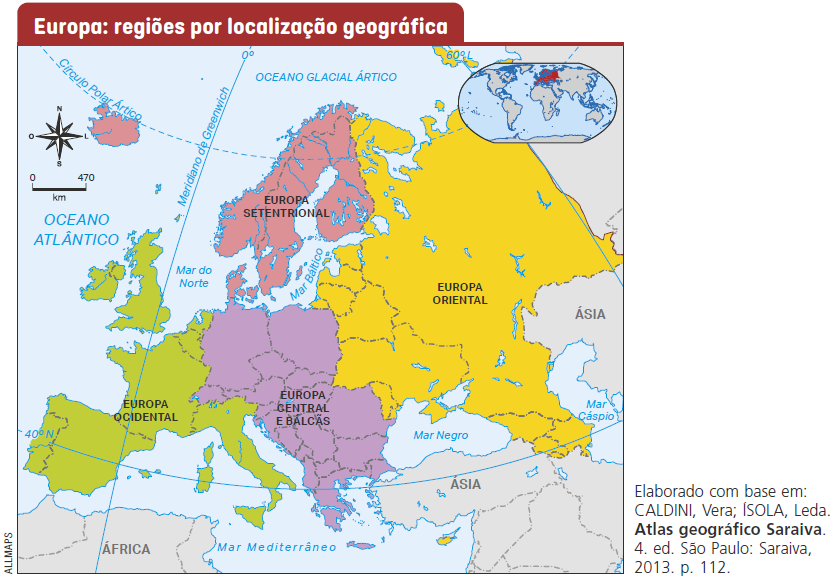 Europa: regiões por localização geográfica
0º
60º L
OCEANO GLACIAL ÁRTICO
Círculo Polar Ártico
Meridiano de Greenwich
N
O
L
S
0
470
km
OCEANO
ATLÂNTICO
EUROPA
SETENTRIONAL
Mar do
Norte
Mar Báltico
EUROPA
ORIENTAL
ÁSIA
EUROPA
OCIDENTAL
EUROPA
CENTRAL
E BÁLCÃS
Mar
Cáspio
40º N
Mar Negro
ÁSIA
ÁFRICA
Mar Mediterrâneo
ALLMAPS
Elaborado com base em:
CALDINI, Vera; ÍSOLA, Leda.
Atlas geográfico Saraiva.
4. ed. São Paulo: Saraiva,
2013. p. 112.